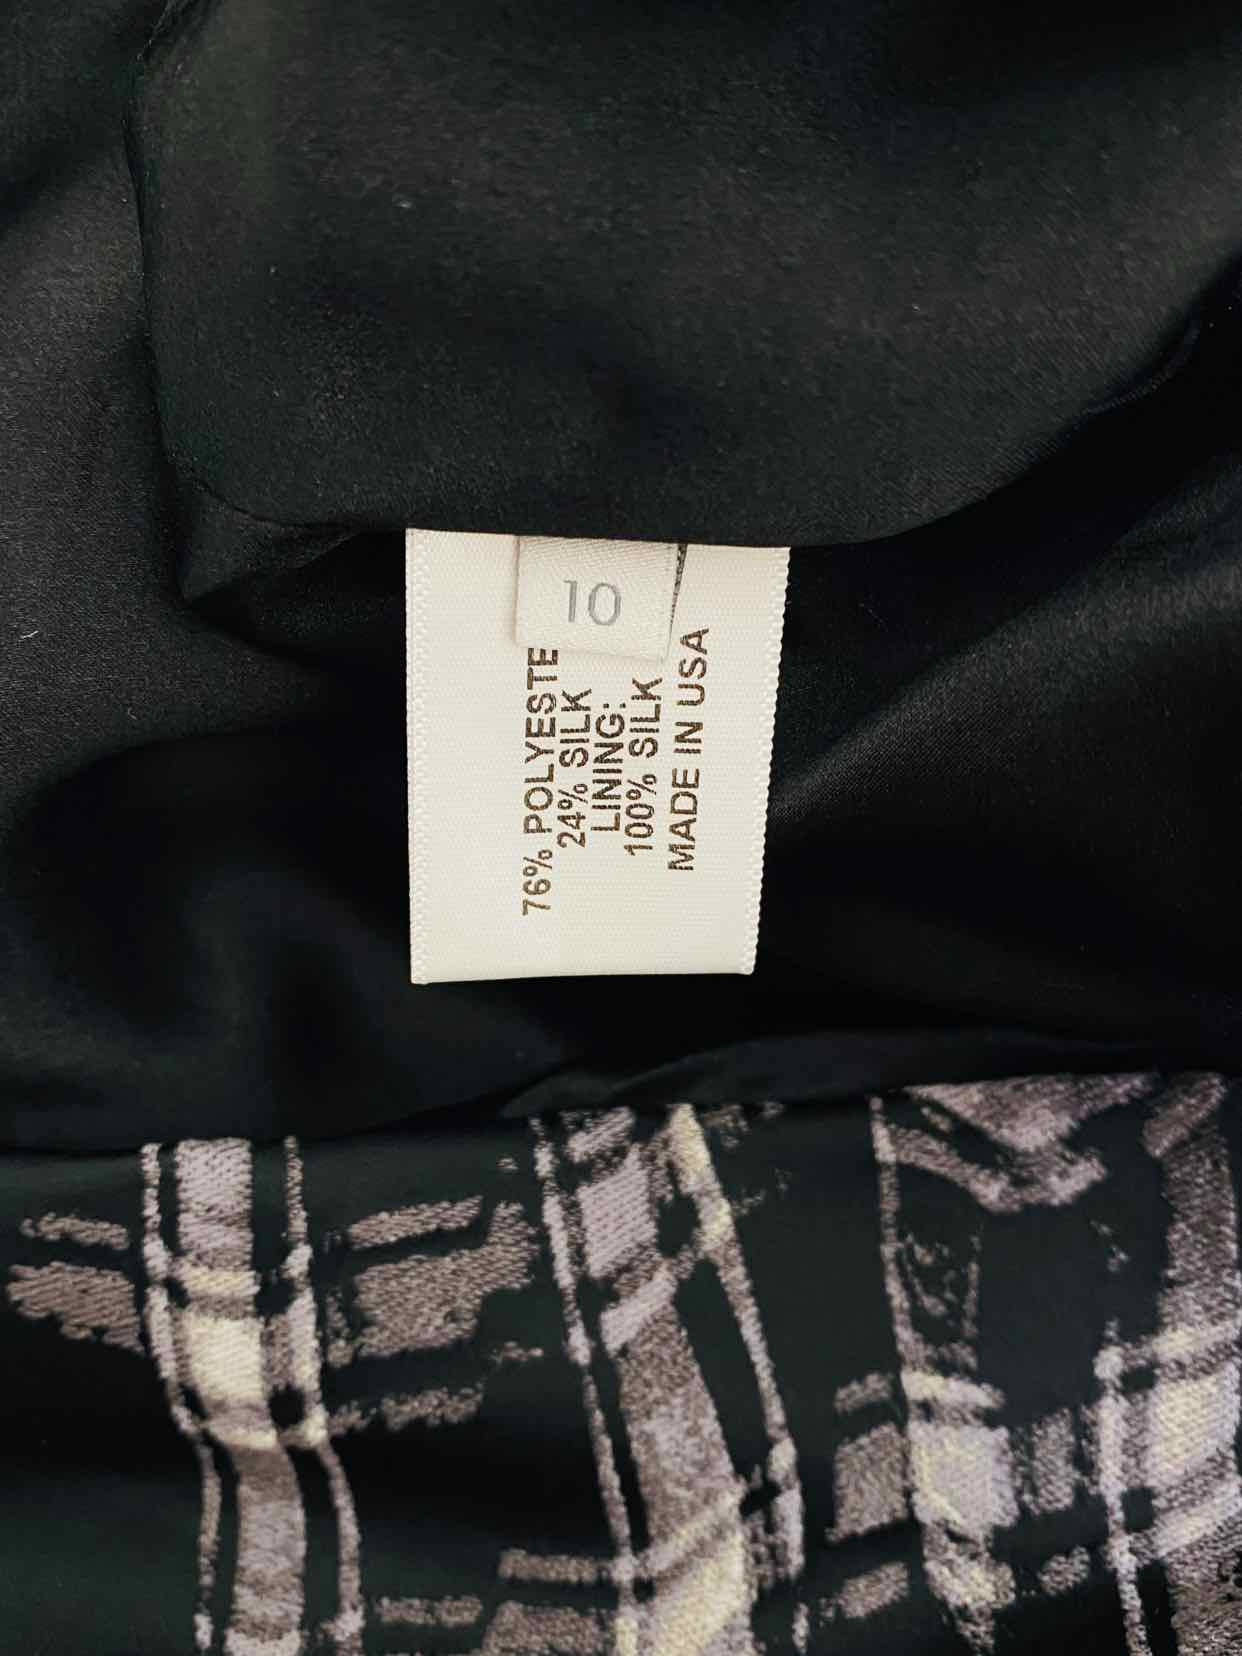 10
76% POLYESTE
24% SILK
LINING:
100% SILK
MADE IN USA